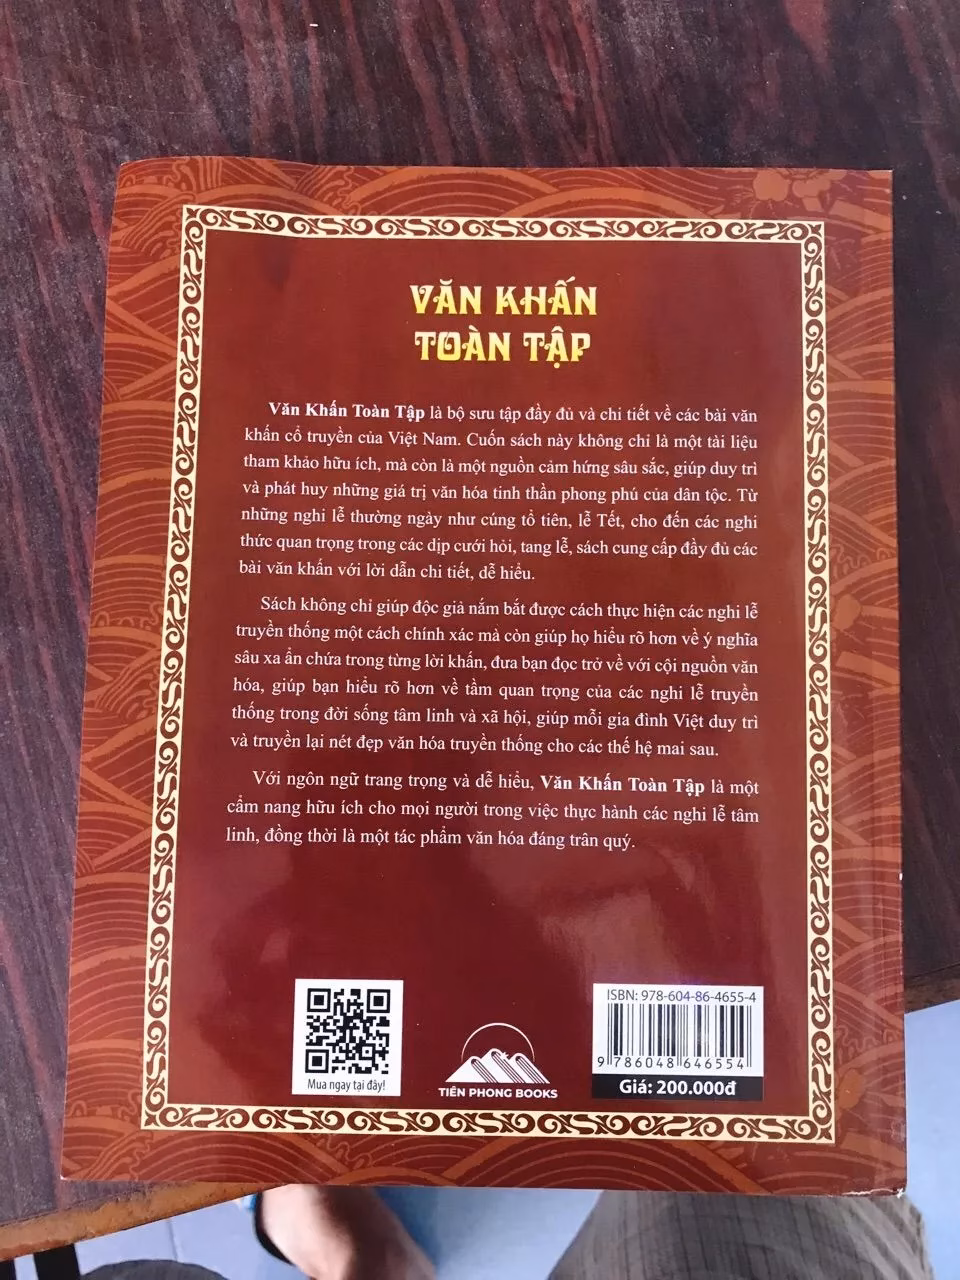 VĂN KHẤN
TOÀN TẬP
Văn Khấn Toàn Tập là bộ sưu tập đầy đủ và chi tiết về các bài văn
khấn cổ truyền của Việt Nam. Cuốn sách này không chỉ là một tài liệu
tham khảo hữu ích, mà còn là một nguồn cảm hứng sâu sắc, giúp duy trì
và phát huy những giá trị văn hóa tinh thần phong phú của dân tộc. Từ
những nghi lễ thường ngày như cúng tổ tiên, lễ Tết, cho đến các nghi
thức quan trọng trong các dịp cưới hỏi, tang lễ, sách cung cấp đầy đủ các
bài văn khấn với lời dẫn chi tiết, dễ hiểu.
Sách không chỉ giúp độc giả nắm bắt được cách thực hiện các nghi lễ
truyền thống một cách chính xác mà còn giúp họ hiểu rõ hơn về ý nghĩa
sâu xa ẩn chứa trong từng lời khấn, đưa bạn đọc trở về với cội nguồn văn
hóa, giúp bạn hiểu rõ hơn về tầm quan trọng của các nghi lễ truyền
thống trong đời sống tâm linh và xã hội, giúp mỗi gia đình Việt duy trì
và truyền lại nét đẹp văn hóa truyền thống cho các thế hệ mai sau.
Với ngôn ngữ trang trọng và dễ hiểu, Văn Khấn Toàn Tập là một
cẩm nang hữu ích cho mọi người trong việc thực hành các nghi lễ tâm
linh, đồng thời là một tác phẩm văn hóa đáng trân quý.
Mua ngay tại đây!
TIÊN PHONG BOOKS
ISBN: 978-604-86-4655-4
9 786048 646554
Giá: 200.000đ